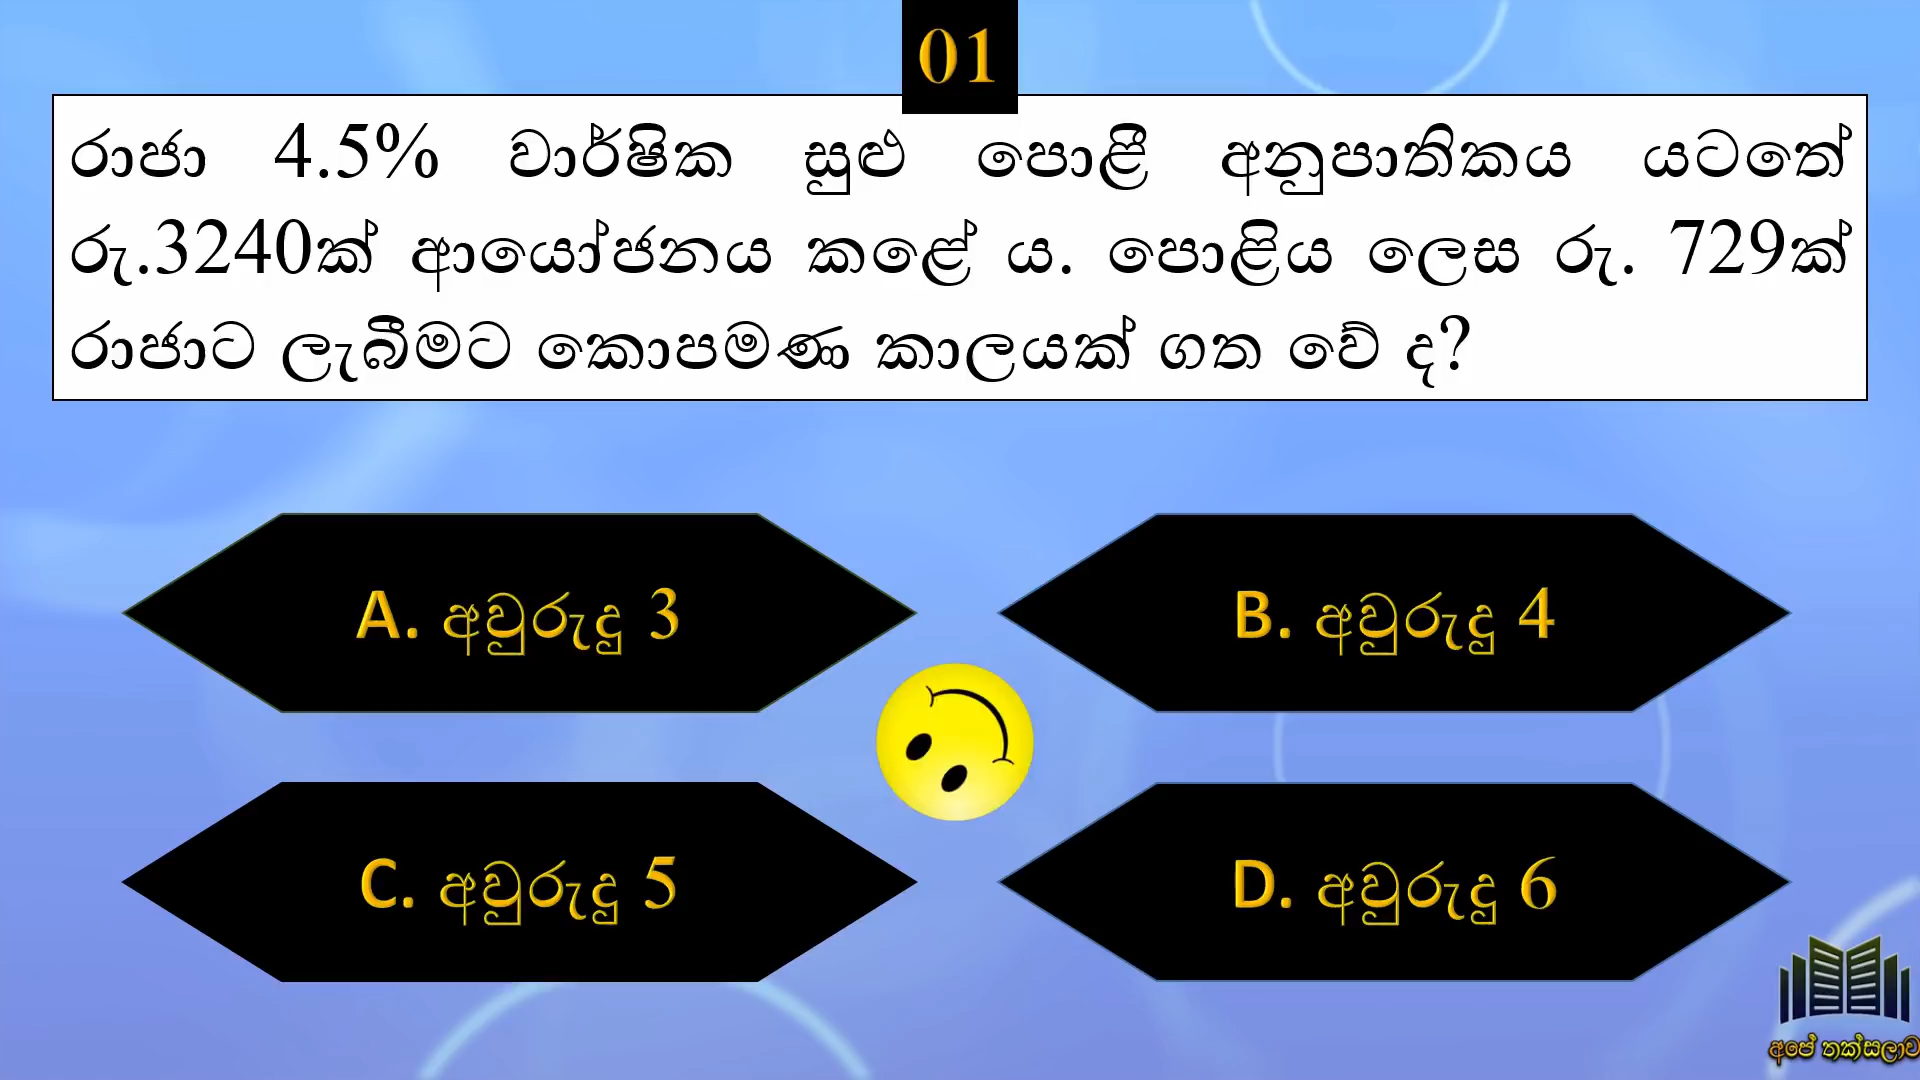 01
රාජා 4.5% වාර්ෂික සුළු පොළී අනුපාතිකය යටතේ
රු.3240ක් ආයෝජනය කළේ ය. පොළිය ලෙස රු. 729ක්
රාජාට ලැබීමට කොපමණ කාලයක් ගත වේ ද?
A. අවුරුදු 3
B. අවුරුදු 4
C. අවුරුදු 5
D. අවුරුදු 6
අපේ තක්සලාව